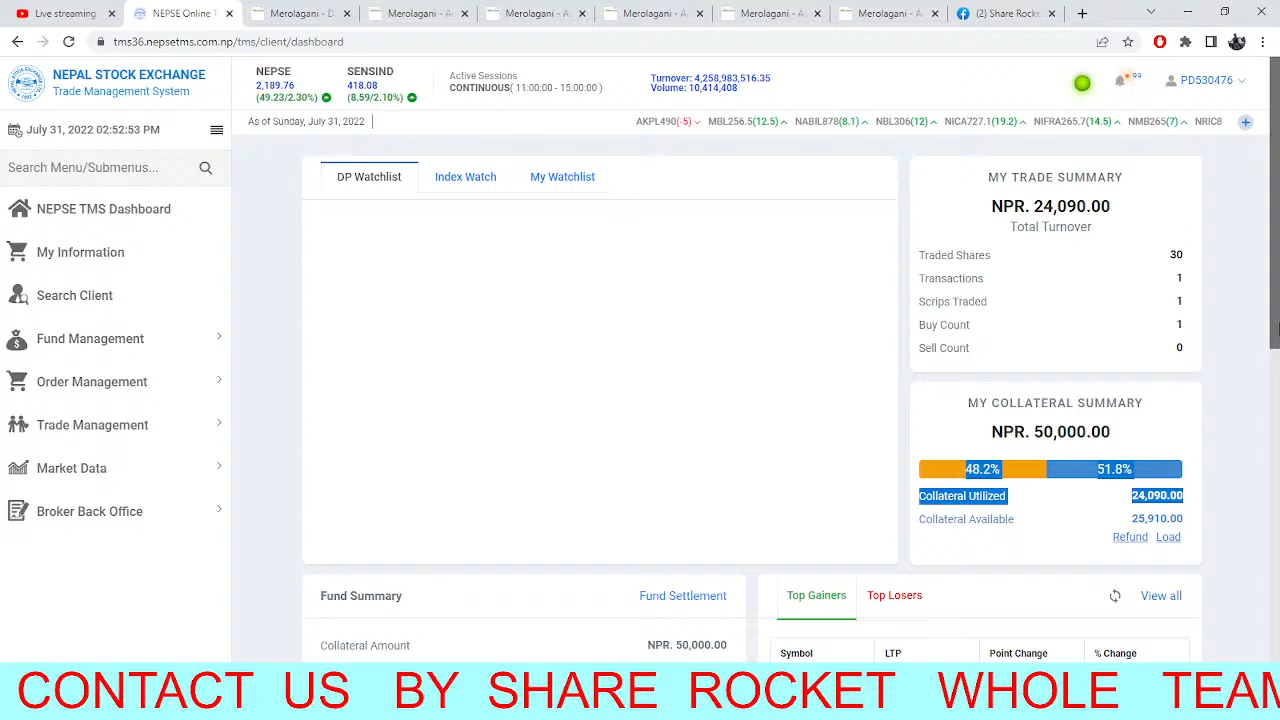 Live streaming
NEPSE Online T
Merolagani - D
Merolagani - A
Merolagani - A
Merolagani - A
Merolagani - A
Merolagani - A
(2) Share Rocke
tms36.nepsetms.com.np/tms/client/dashboard
NEPAL STOCK EXCHANGE
Trade Management System
NEPSE
2,189.76
(49.23/2.30%)
SENSIND
418.08
(8.59/2.10%)
Active Sessions
CONTINUOUS( 11:00:00 - 15:00:00 )
Turnover: 4,258,983,516.35
Volume: 10,414,408
99
PD530476
July 31, 2022 02:52:53 PM
As of Sunday, July 31, 2022
AKPL490(-5) MBL256.5(12.5) NABIL878(8.1) NBL306(12) NICA727.1(19.2) NIFRA265.7(14.5) NMB265(7) NRIC8
Search Menu/Submenus...
NEPSE TMS Dashboard
My Information
Search Client
Fund Management
Order Management
Trade Management
Market Data
Broker Back Office
DP Watchlist
Index Watch
My Watchlist
MY TRADE SUMMARY
NPR. 24,090.00
Total Turnover
Traded Shares 30
Transactions 1
Scrips Traded 1
Buy Count 1
Sell Count 0
MY COLLATERAL SUMMARY
NPR. 50,000.00
48.2% 51.8%
Collateral Utilized 24,090.00
Collateral Available 25,910.00
Refund Load
Fund Summary Fund Settlement
Collateral Amount NPR. 50,000.00
Top Gainers Top Losers View all
Symbol LTP Point Change % Change
CONTACT US BY SHARE ROCKET WHOLE TEAM